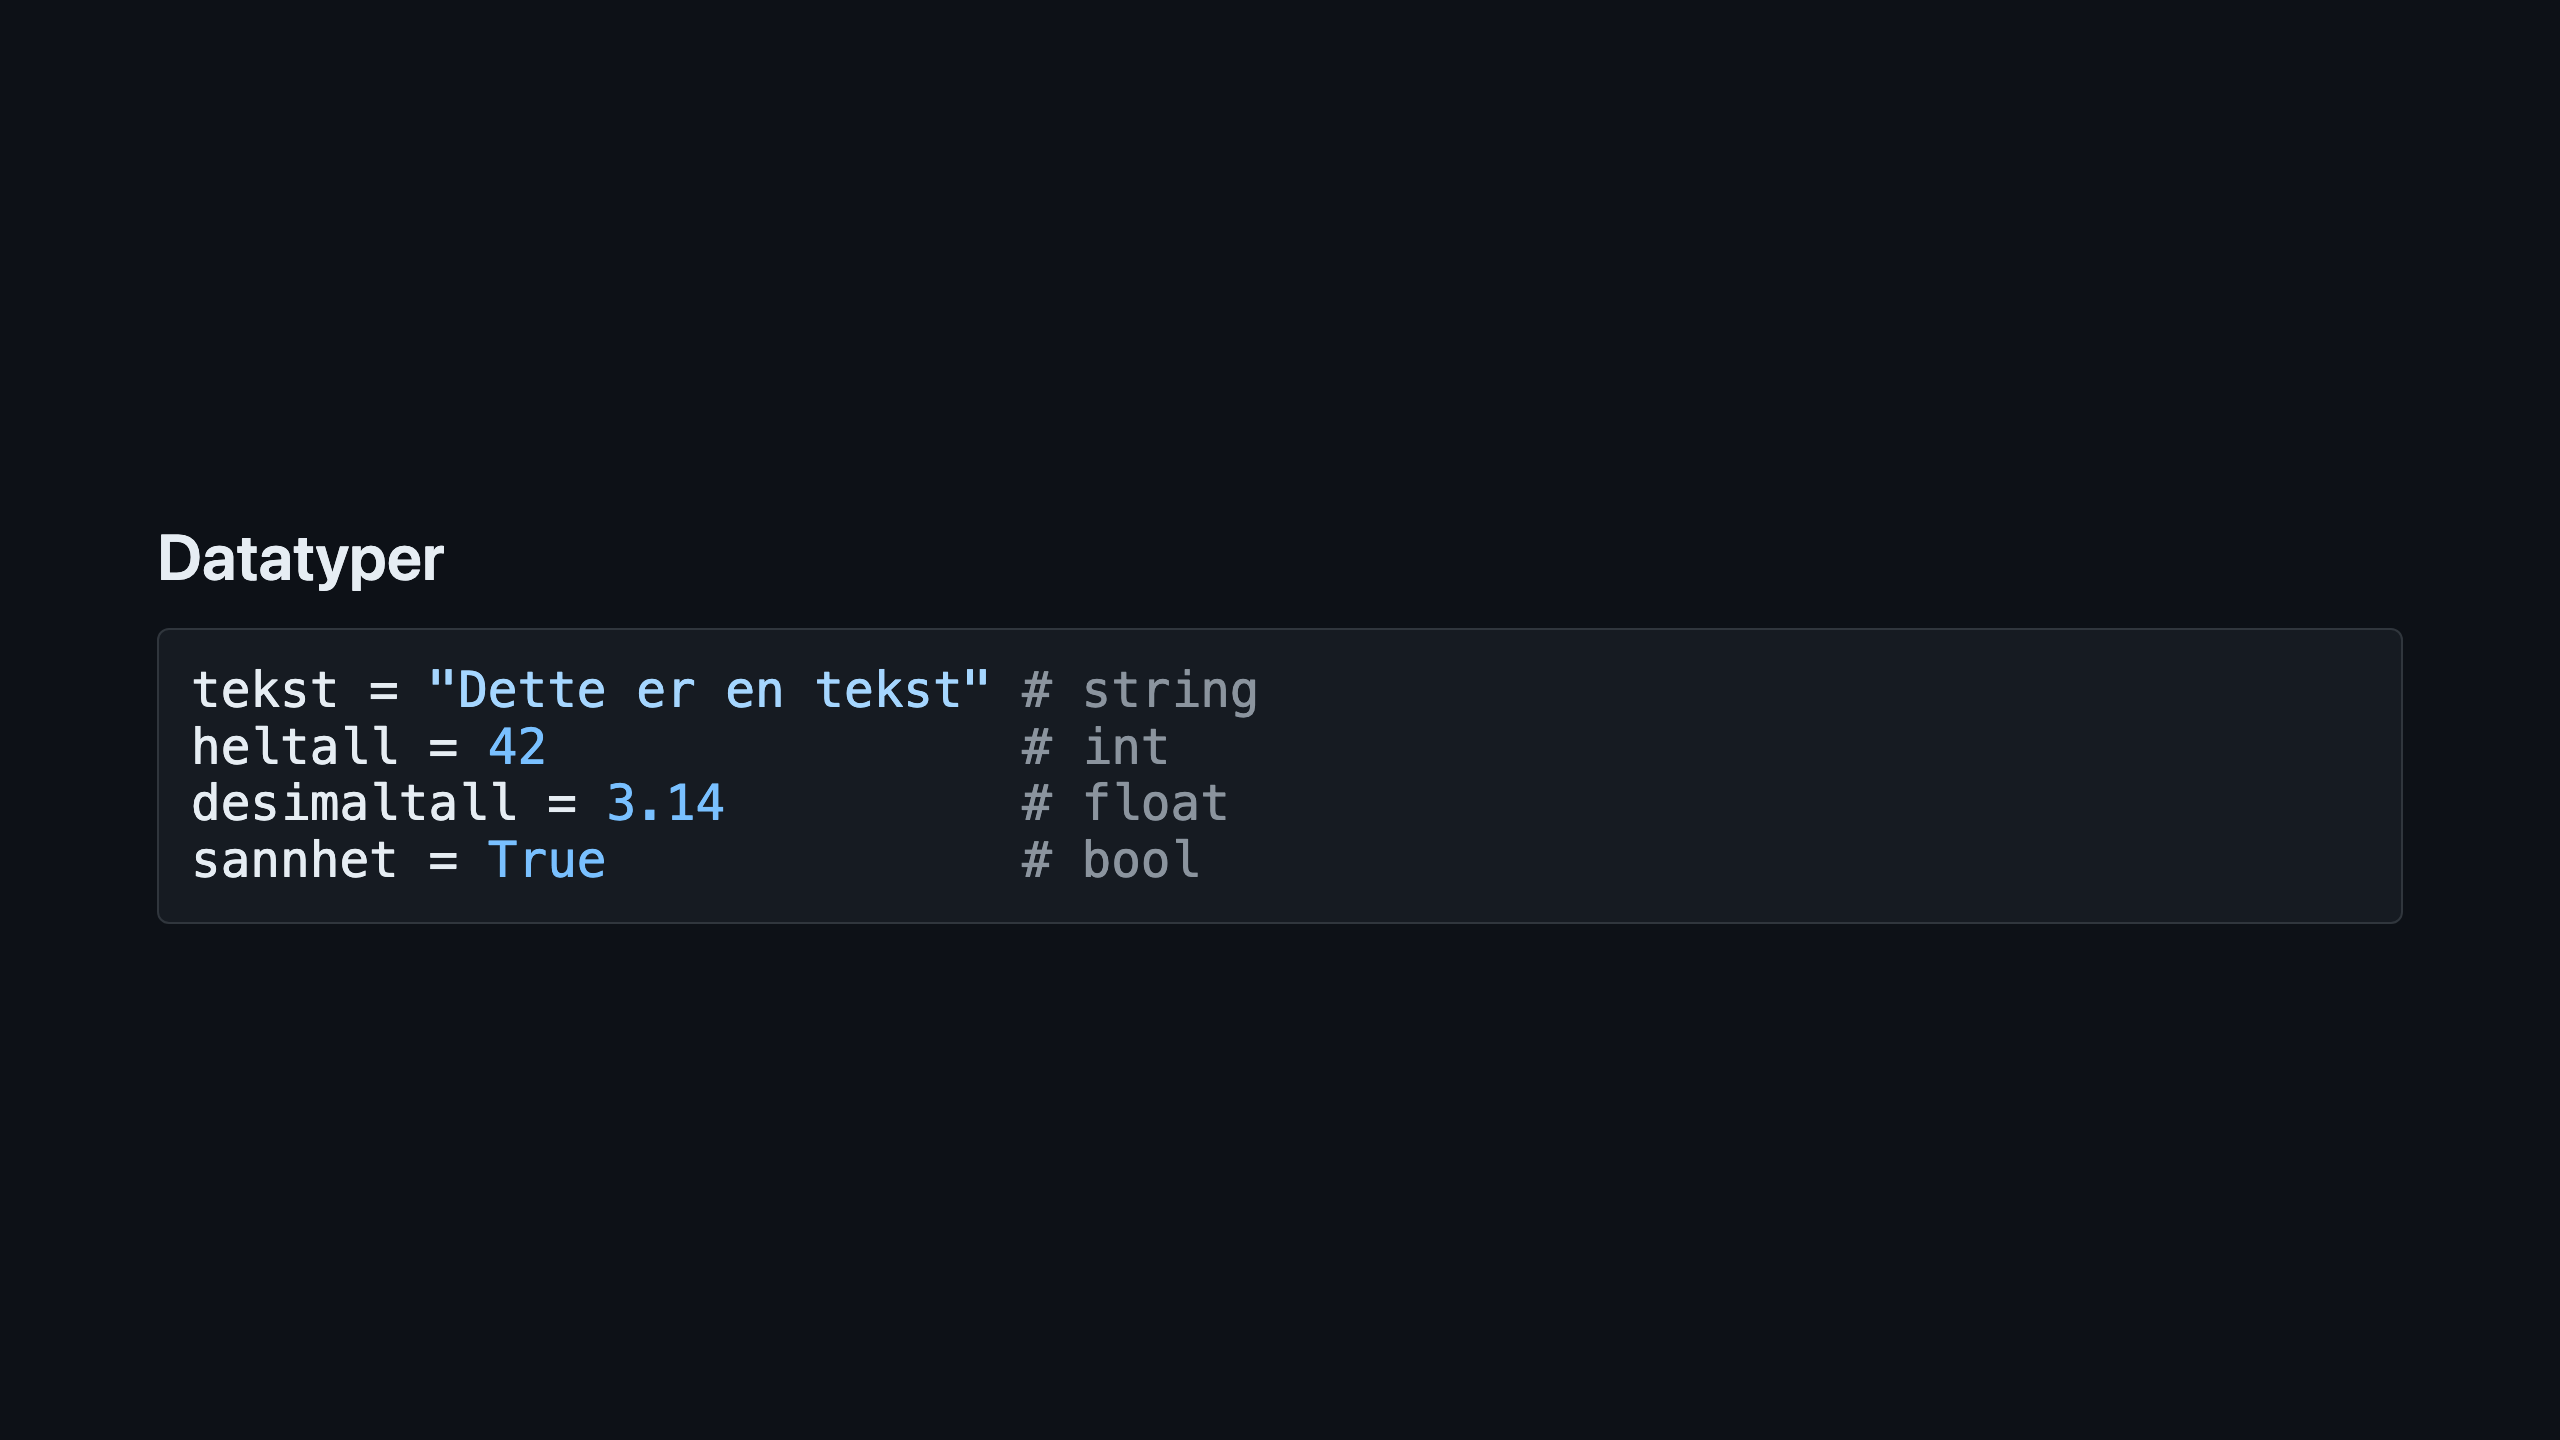 Datatyper
tekst = "Dette er en tekst" # string
heltall = 42                # int
desimaltall = 3.14          # float
sannhet = True              # bool